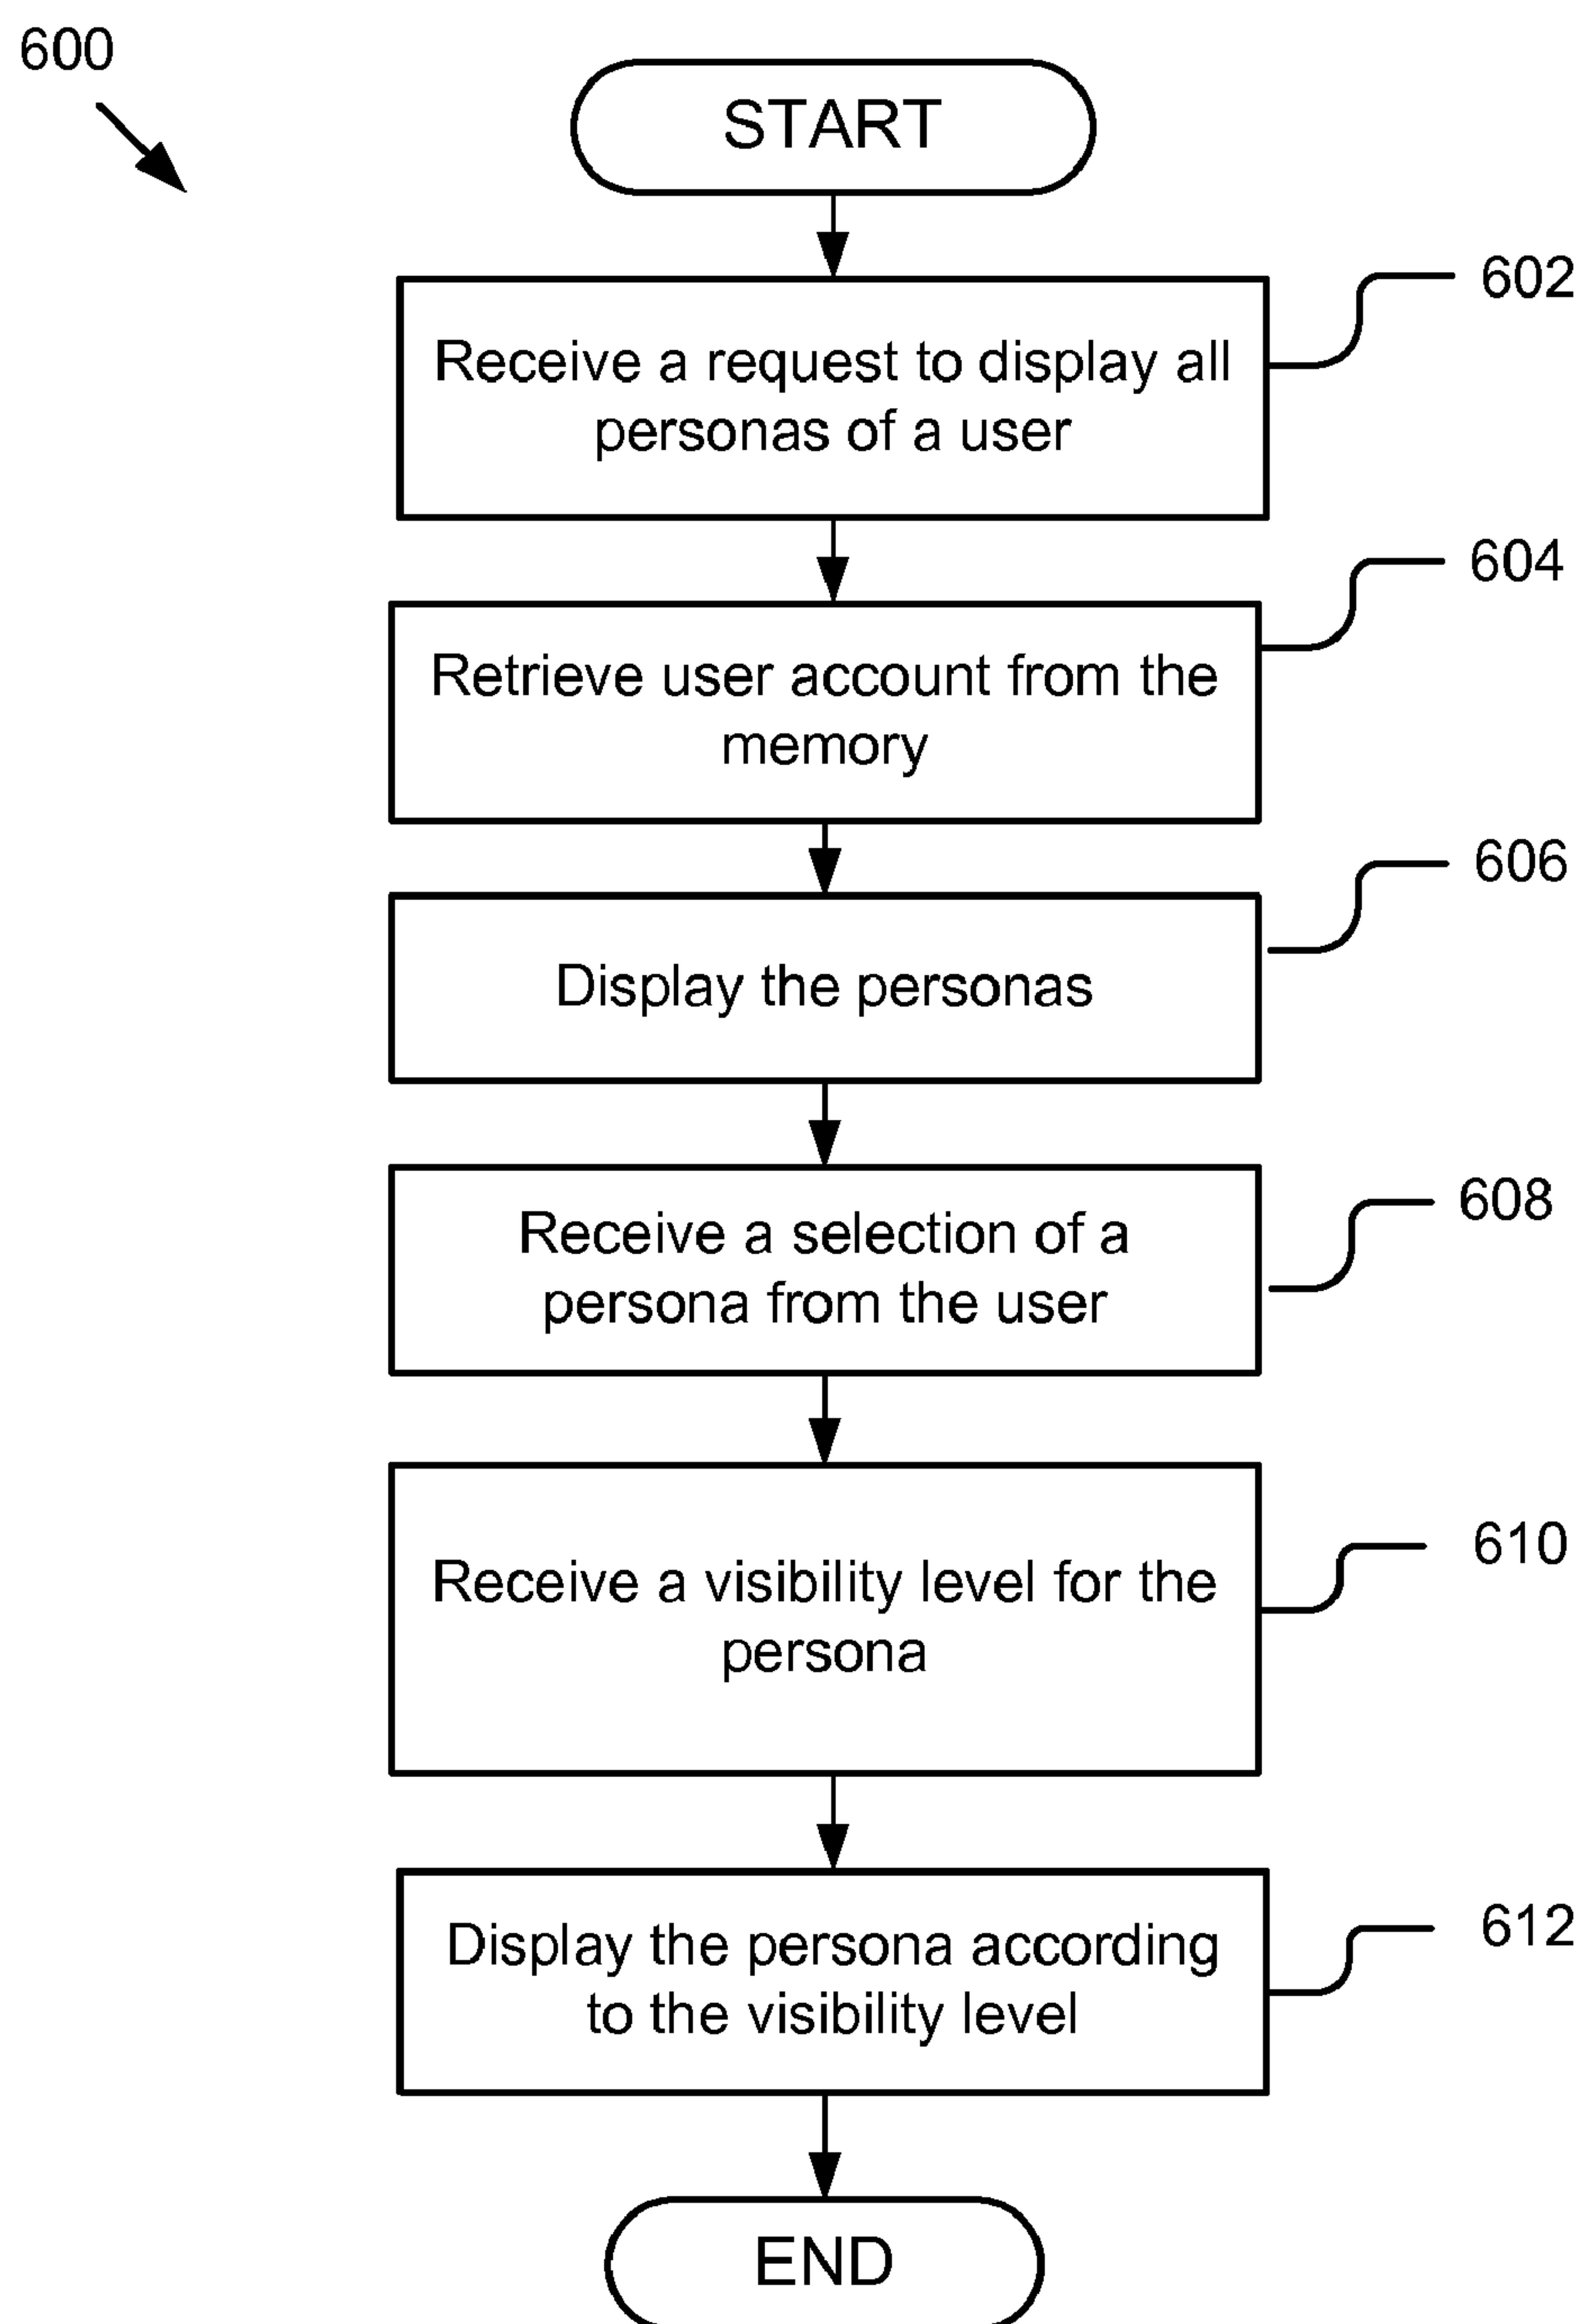 600
START
602
Receive a request to display all
personas of a user
604
Retrieve user account from the
memory
606
Display the personas
608
Receive a selection of a
persona from the user
610
Receive a visibility level for the
persona
612
Display the persona according
to the visibility level
END